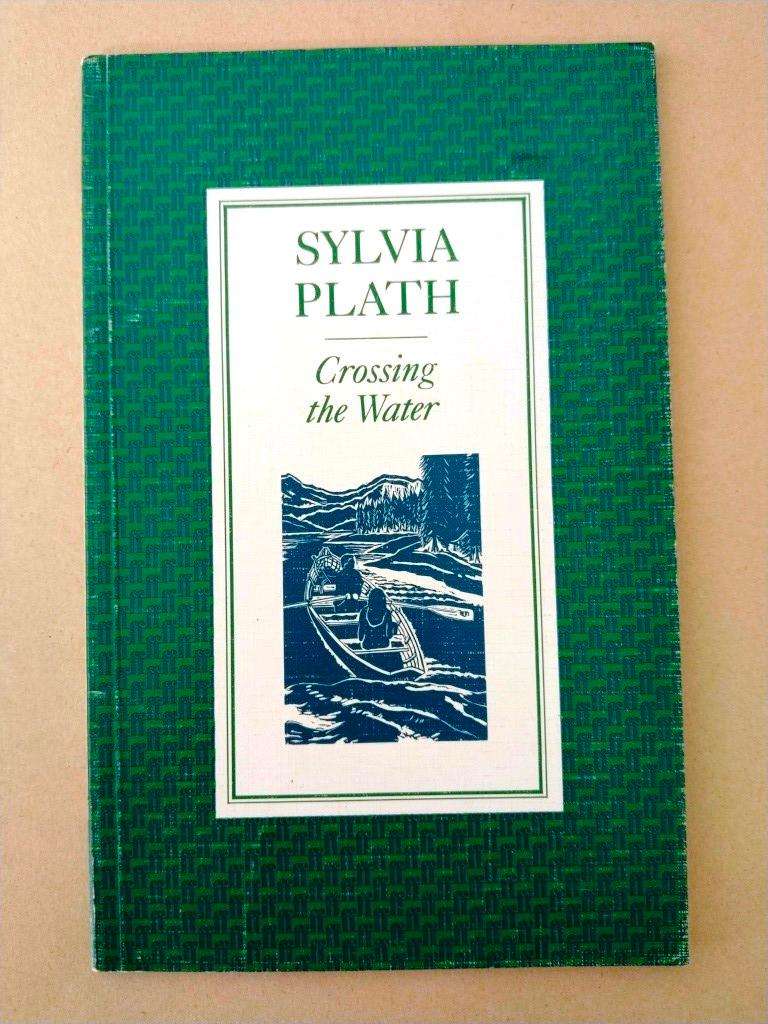 SYLVIA
PLATH
Crossing
the Water